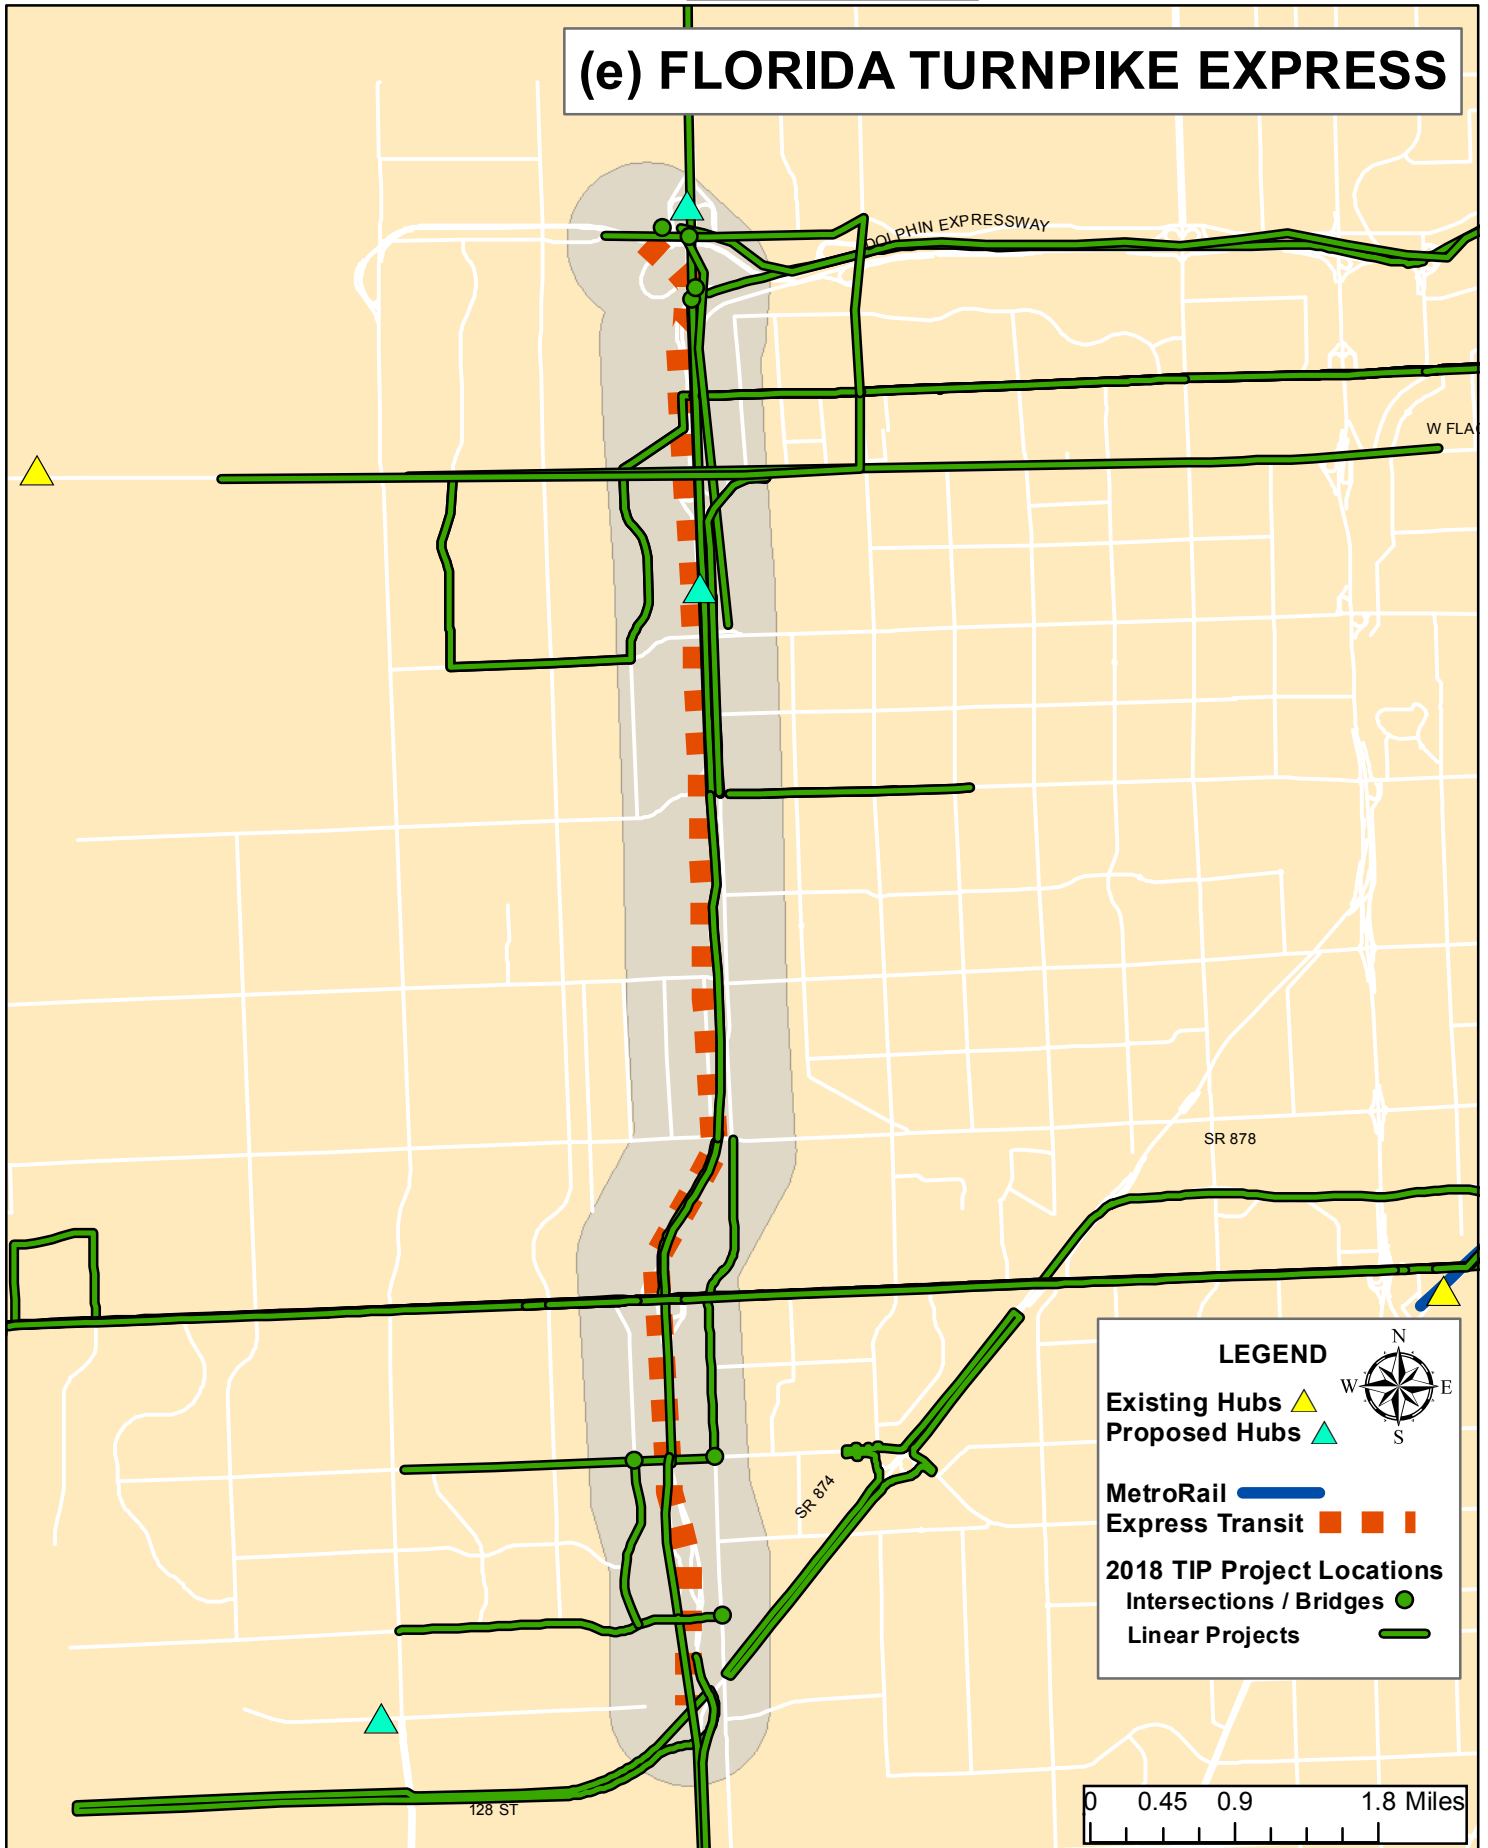 (e) FLORIDA TURNPIKE EXPRESS
DOLPHIN EXPRESSWAY
W FLAG
SR 878
SR 874
128 ST
LEGEND
N
W E
S
Existing Hubs
Proposed Hubs
MetroRail
Express Transit
2018 TIP Project Locations
Intersections / Bridges
Linear Projects
0 0.45 0.9 1.8 Miles